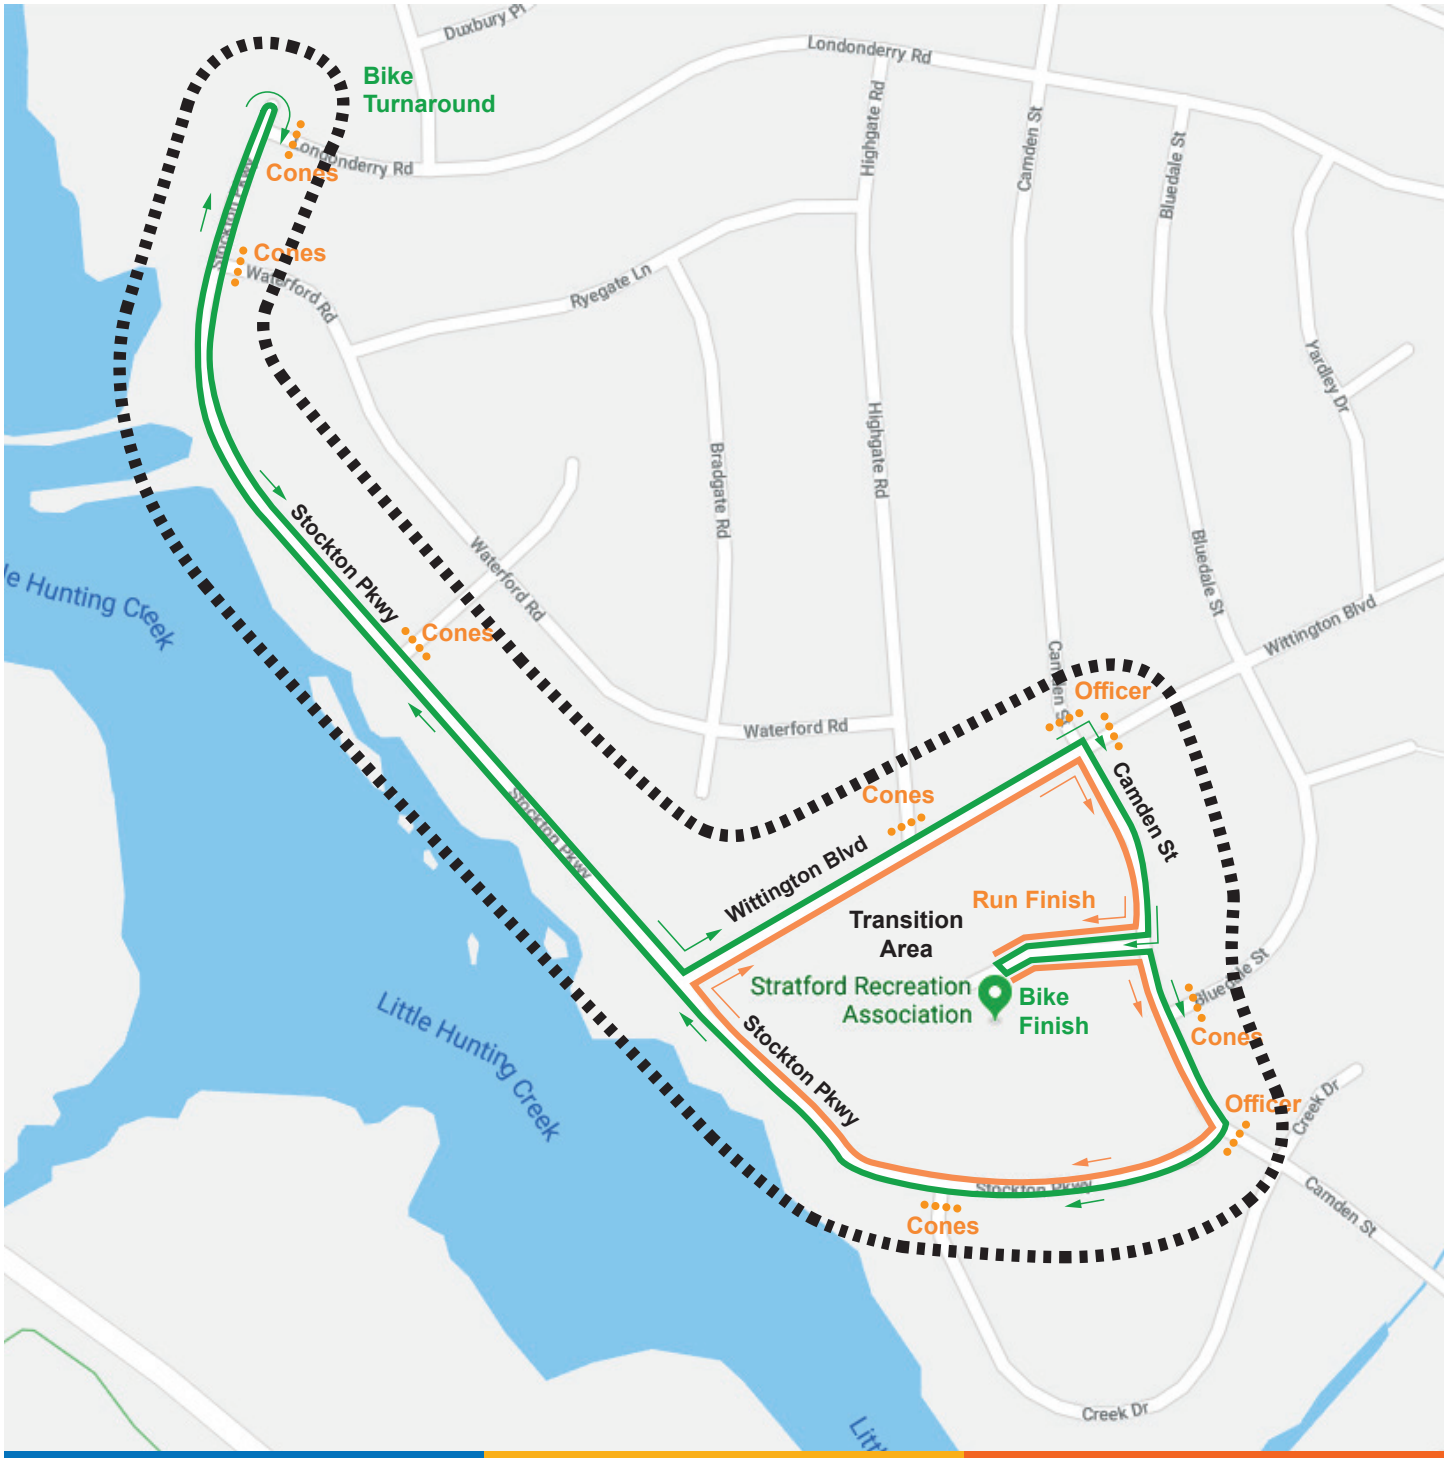 Duxbury Pl
Londonderry Rd
Bike
Turnaround
Highgate Rd
Camden St
Bluedale St
Londonderry Rd
Cones
Stockton Pkwy
Cones
Waterford Rd
Ryegate Ln
Yardley Dr
Highgate Rd
Bradgate Rd
Stockton Pkwy
Waterford Rd
Bluedale St
Wittington Blvd
le Hunting Creek
Cones
Camden St
Officer
Waterford Rd
Cones
Camden St
Stockton Pkwy
Wittington Blvd
Run Finish
Transition
Area
Stratford Recreation
Association
Bike
Finish
Bluedale St
Cones
Little Hunting Creek
Stockton Pkwy
Officer
Creek Dr
Stockton Pkwy
Cones
Camden St
Creek Dr
Littl